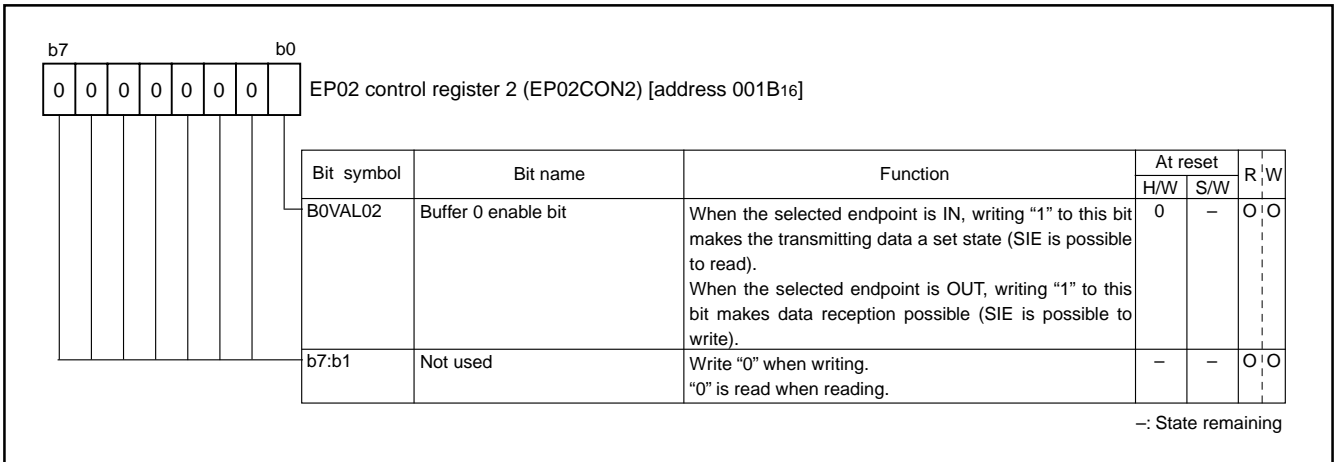 b7 b0
0 0 0 0 0 0 0
EP02 control register 2 (EP02CON2) [address 001B16]
Bit symbol Bit name Function At reset R W
H/W S/W
B0VAL02 Buffer 0 enable bit When the selected endpoint is IN, writing “1” to this bit 0 – O O
makes the transmitting data a set state (SIE is possible
to read).
When the selected endpoint is OUT, writing “1” to this
bit makes data reception possible (SIE is possible to
write).
b7:b1 Not used Write “0” when writing. – – O O
“0” is read when reading.
–: State remaining